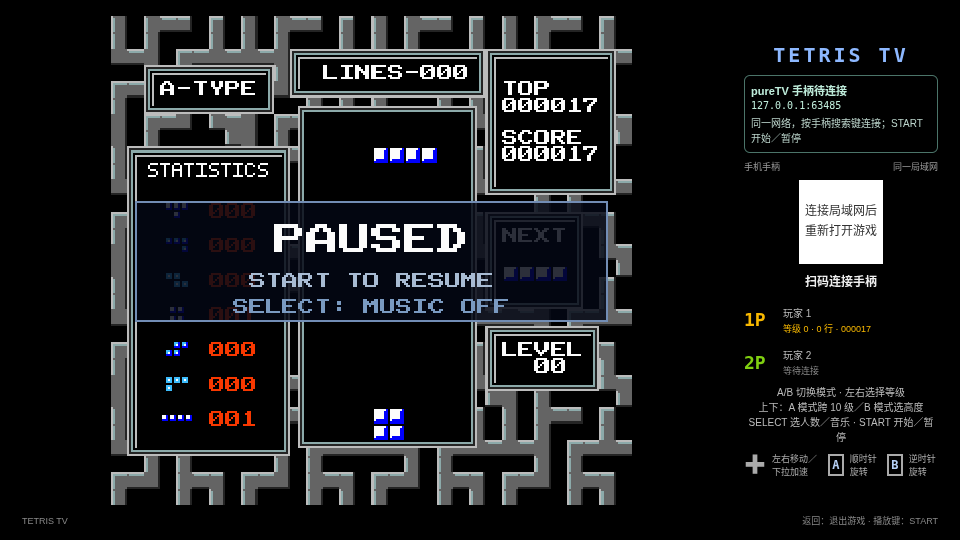 A-TYPE
LINES-000
TOP
000017
SCORE
000017
STATISTICS
000
000
000
001
000
000
001
PAUSED
START TO RESUME
SELECT: MUSIC OFF
NEXT
LEVEL
00
TETRIS TV
pureTV 手柄待连接
127.0.0.1:63485
同一网络，按手柄搜索键连接；START
开始／暂停
手机手柄
同一局域网
连接局域网后
重新打开游戏
扫码连接手柄
1P
玩家 1
等级 0 · 0 行 · 000017
2P
玩家 2
等待连接
A/B 切换模式 · 左右选择等级
上下：A 模式跨 10 级／B 模式选高度
SELECT 选人数／音乐 · START 开始／暂
停
左右移动／
下拉加速
A
顺时针
旋转
B
逆时针
旋转
TETRIS TV
返回：退出游戏 · 播放键：START